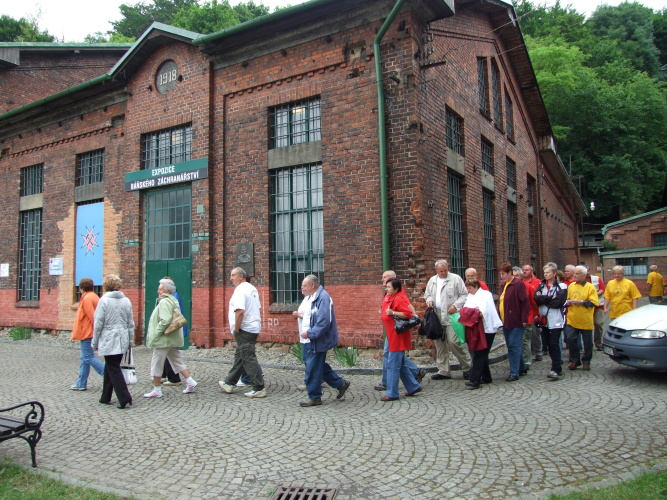 1918
EXPOZICE
BÁŇSKÉHO ZÁCHRANÁŘSTVÍ